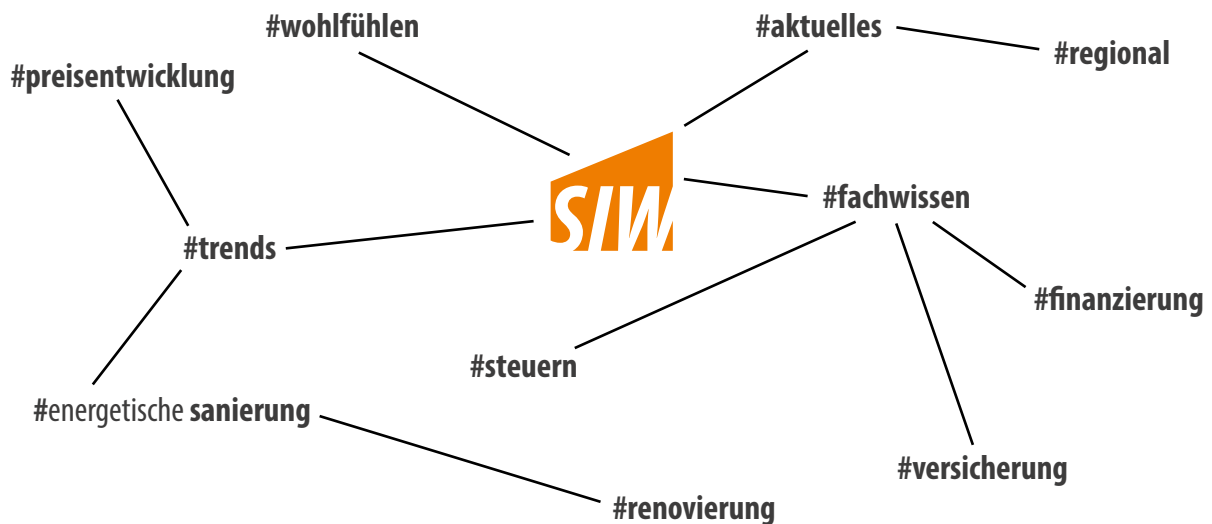 #wohlfühlen
#aktuelles
#regional
#preisentwicklung
SIW
#fachwissen
#trends
#finanzierung
#steuern
#energetische sanierung
#versicherung
#renovierung